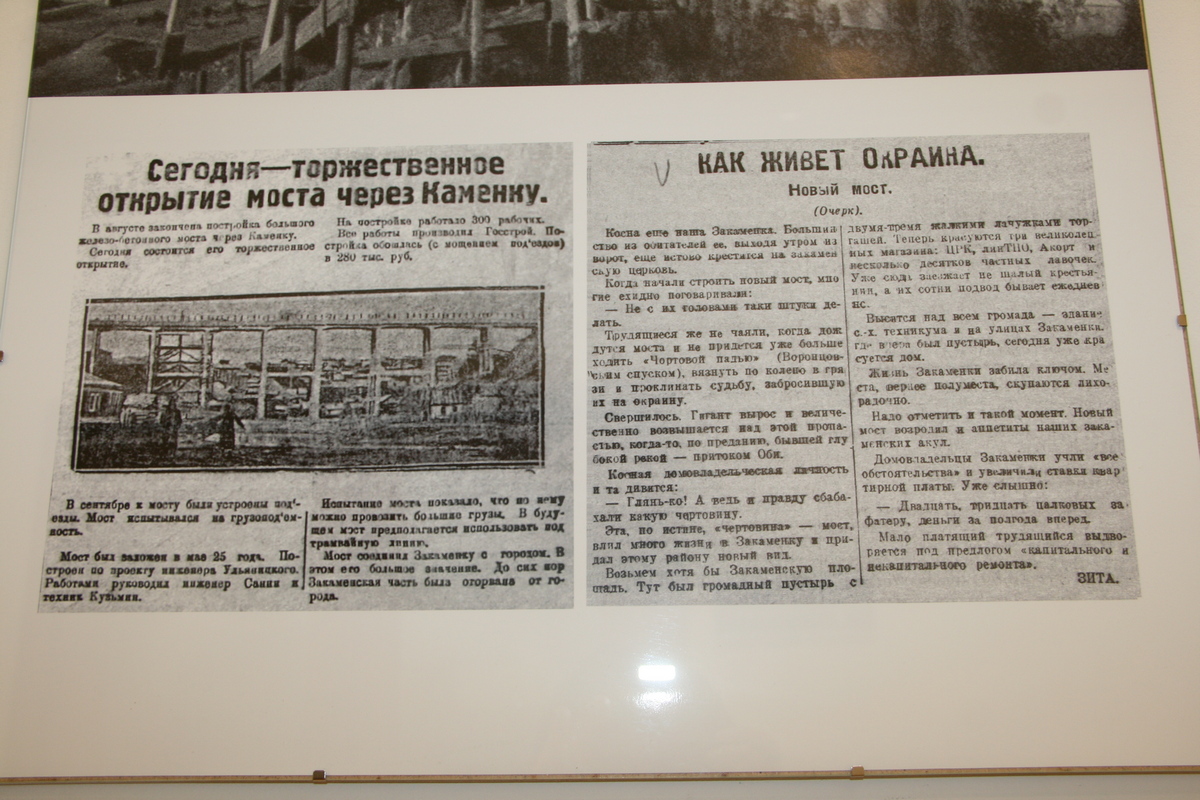 Сегодня—торжественное
открытие моста через Каменку.
В августе закончена постройка большого
железо-бетонного моста через Каменку.
Сегодня состоится его торжественное
открытие.
На постройке работало 300 рабочих.
Все работы производил Госстрой. По-
стройка обошлась (с мощением под'ездов)
в 280 тыс. руб.
В сентябре к мосту были устроены под'-
езды. Мост испытывался на грузопод'ем-
ность.
Мост был заложен в мае 25 года. По-
строен по проекту инженера Ульяницкого.
Работами руководил инженер Санин и
техник Кузьмин.
Испытание моста показало, что по нему
можно провозить большие грузы. В буду-
щем мост предполагается использовать под
трамвайную линию.
Мост соединил Закаменку с городом. В
этом его большое значение. До сих пор
Закаменская часть была оторвана от го-
рода.
КАК ЖИВЕТ ОКРАИНА.
Новый мост.
(Очерк).
Косна еще наша Закаменка. Большин
ство из обитателей ее, выходя утром из
ворот, еще истово крестится на закамен
скую церковь.
Когда начали строить новый мост, мно
гие ехидно поговаривали:
— Не с их головами таки штуки де-
лать.
Трудящиеся же не чаяли, когда дож
дутся моста и не придется уже больше
ходить «Чортовой падью» (Воронцов-
ским спуском), вязнуть по колено в гря
зи и проклинать судьбу, забросившую
их на окраину.
Свершилось. Гигант вырос и величе-
ственно возвышается над этой пропа-
стью, когда-то, по преданию, бывшей глу
бокой рекой — притоком Оби.
Косная домовладельческая личность
и та дивится:
— Глянь-ко! А ведь и правду сбаба-
хали какую чертовину.
Эта, по истине, «чертовина» — мост,
влил много жизни в Закаменку и при-
дал этому району новый вид.
Возьмем хотя бы Закаменскую пло-
щадь. Тут был громадный пустырь с
двумя-тремя жалкими лачужками тор-
гашей. Теперь красуются три великолеп-
ных магазина: ЦРК, линТПО, Акорт и
несколько десятков частных лавочек.
Уже сюда заезжает не шалый крестья-
нин, а их сотни подвод бывает ежеднев
но.
Высится над всем громада — здание
с.-х. техникума и на улицах Закаменки,
где вчера был пустырь, сегодня уже кра
суется дом.
Жизнь Закаменки забила ключом. Ме
ста, вернее полуместа, скупаются лихо-
радочно.
Надо отметить и такой момент. Новый
мост возродил и аппетиты наших зака-
менских акул.
Домовладельцы Закаменки учли «все
обстоятельства» и увеличили ставки квар
тирной платы. Уже слышно:
— Двадцать, тридцать целковых за
фатеру, деньги за полгода вперед.
Мало платящий трудящийся выдво-
ряется под предлогом «капитального и
некапитального ремонта».
ЗИТА.